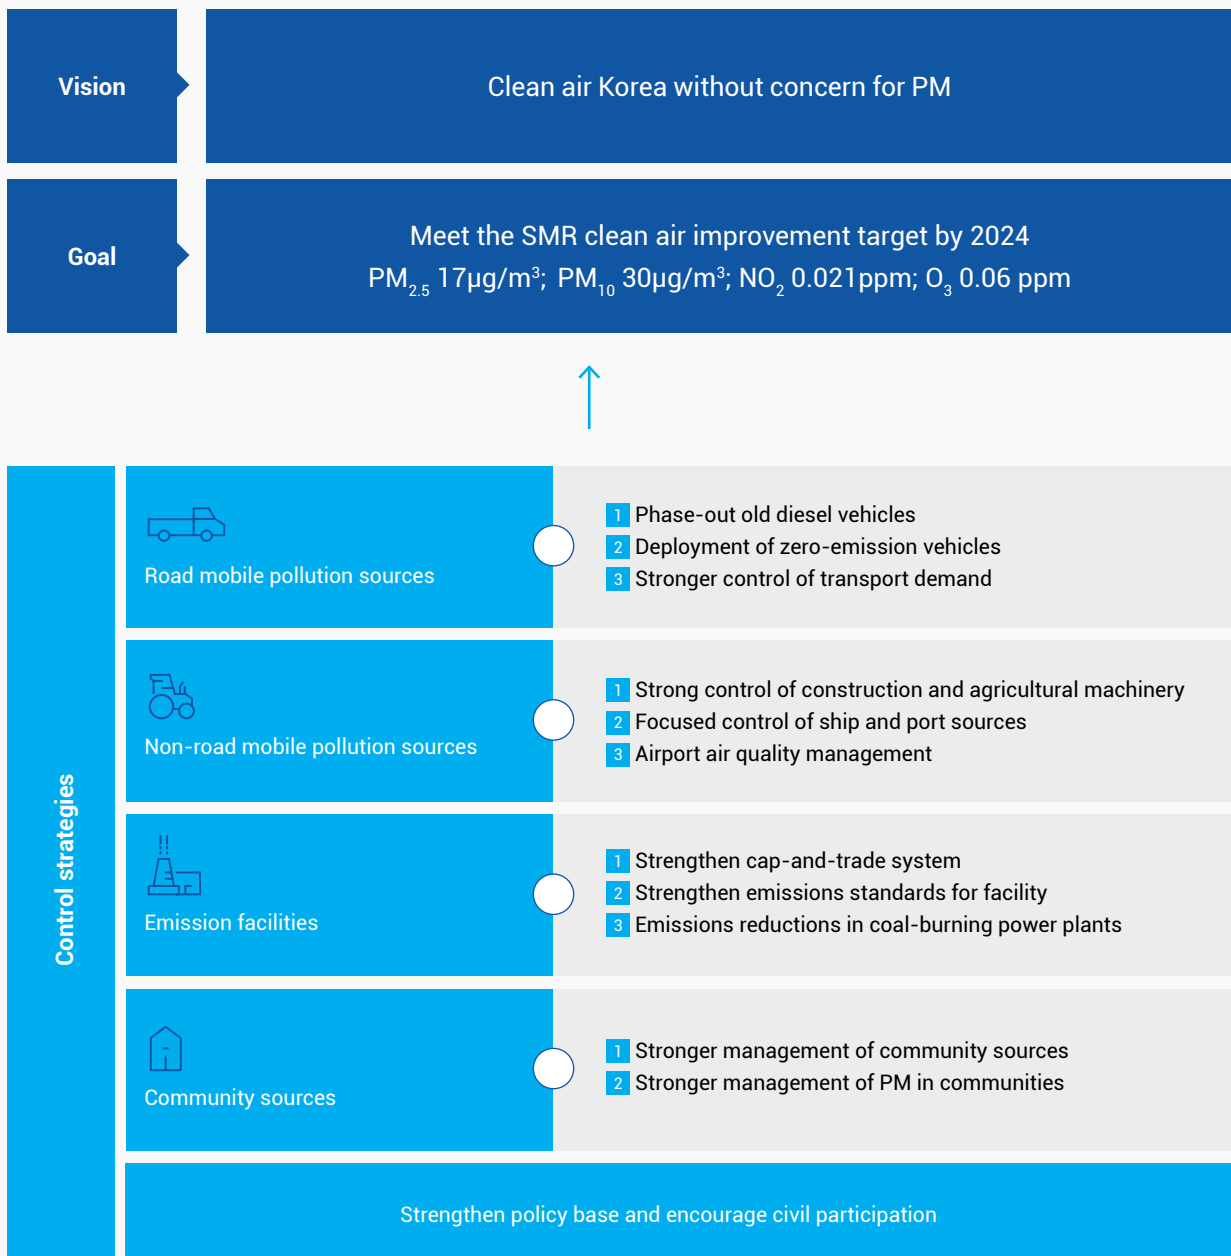 Vision
Clean air Korea without concern for PM
Goal
Meet the SMR clean air improvement target by 2024
PM2.5 17µg/m³; PM10 30µg/m³; NO2 0.021ppm; O3 0.06 ppm
Control strategies
Road mobile pollution sources
1 Phase-out old diesel vehicles
2 Deployment of zero-emission vehicles
3 Stronger control of transport demand
Non-road mobile pollution sources
1 Strong control of construction and agricultural machinery
2 Focused control of ship and port sources
3 Airport air quality management
Emission facilities
1 Strengthen cap-and-trade system
2 Strengthen emissions standards for facility
3 Emissions reductions in coal-burning power plants
Community sources
1 Stronger management of community sources
2 Stronger management of PM in communities
Strengthen policy base and encourage civil participation